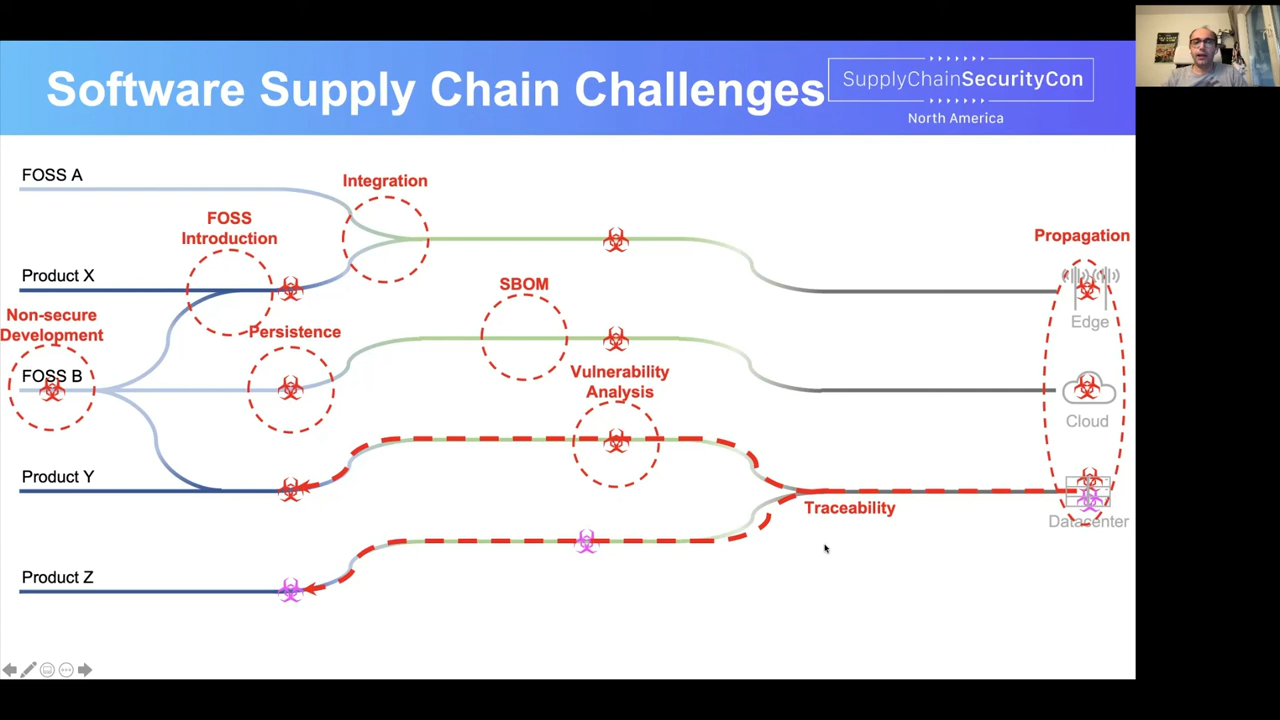 Software Supply Chain Challenges
SupplyChainSecurityCon
North America
FOSS A
Integration
FOSS
Introduction
Propagation
Product X
SBOM
Non-secure
Development
Persistence
Edge
FOSS B
Vulnerability
Analysis
Cloud
Product Y
Traceability
Datacenter
Product Z